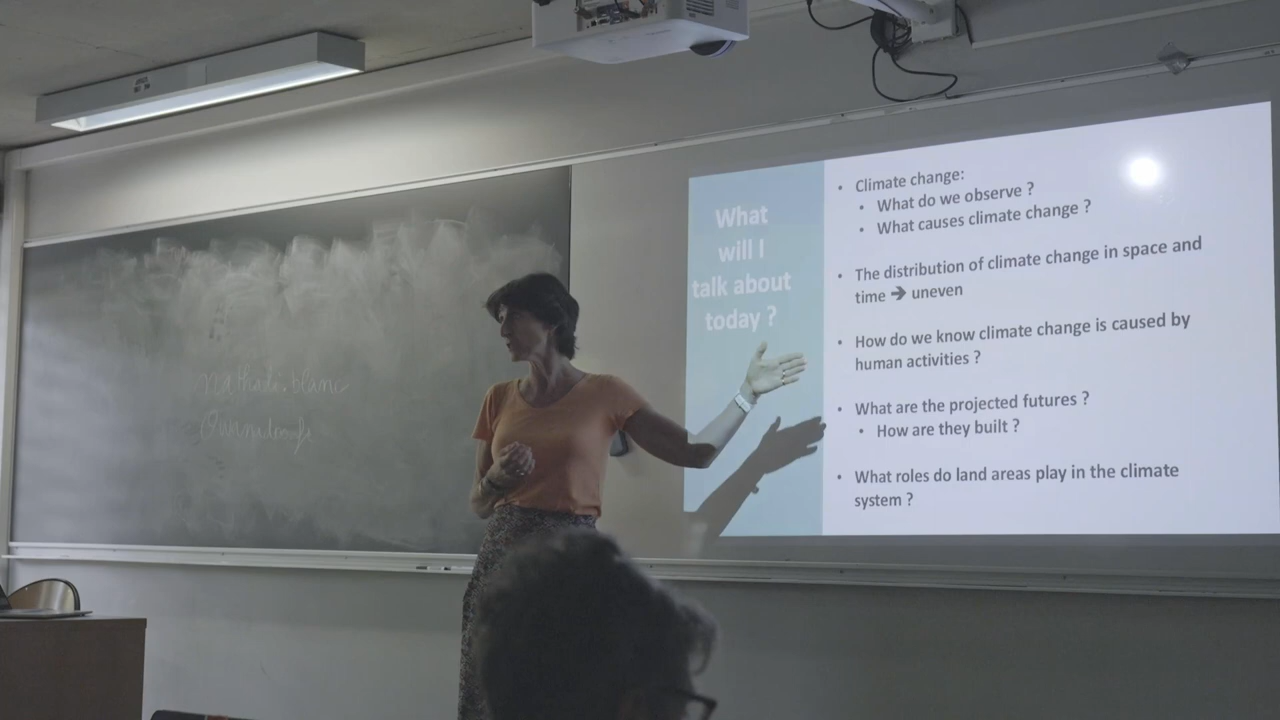 nathalie.blanc
What
will I
talk about
today ?
• Climate change:
• What do we observe ?
• What causes climate change ?
• The distribution of climate change in space and
time ➔ uneven
• How do we know climate change is caused by
human activities ?
• What are the projected futures ?
• How are they built ?
• What roles do land areas play in the climate
system ?